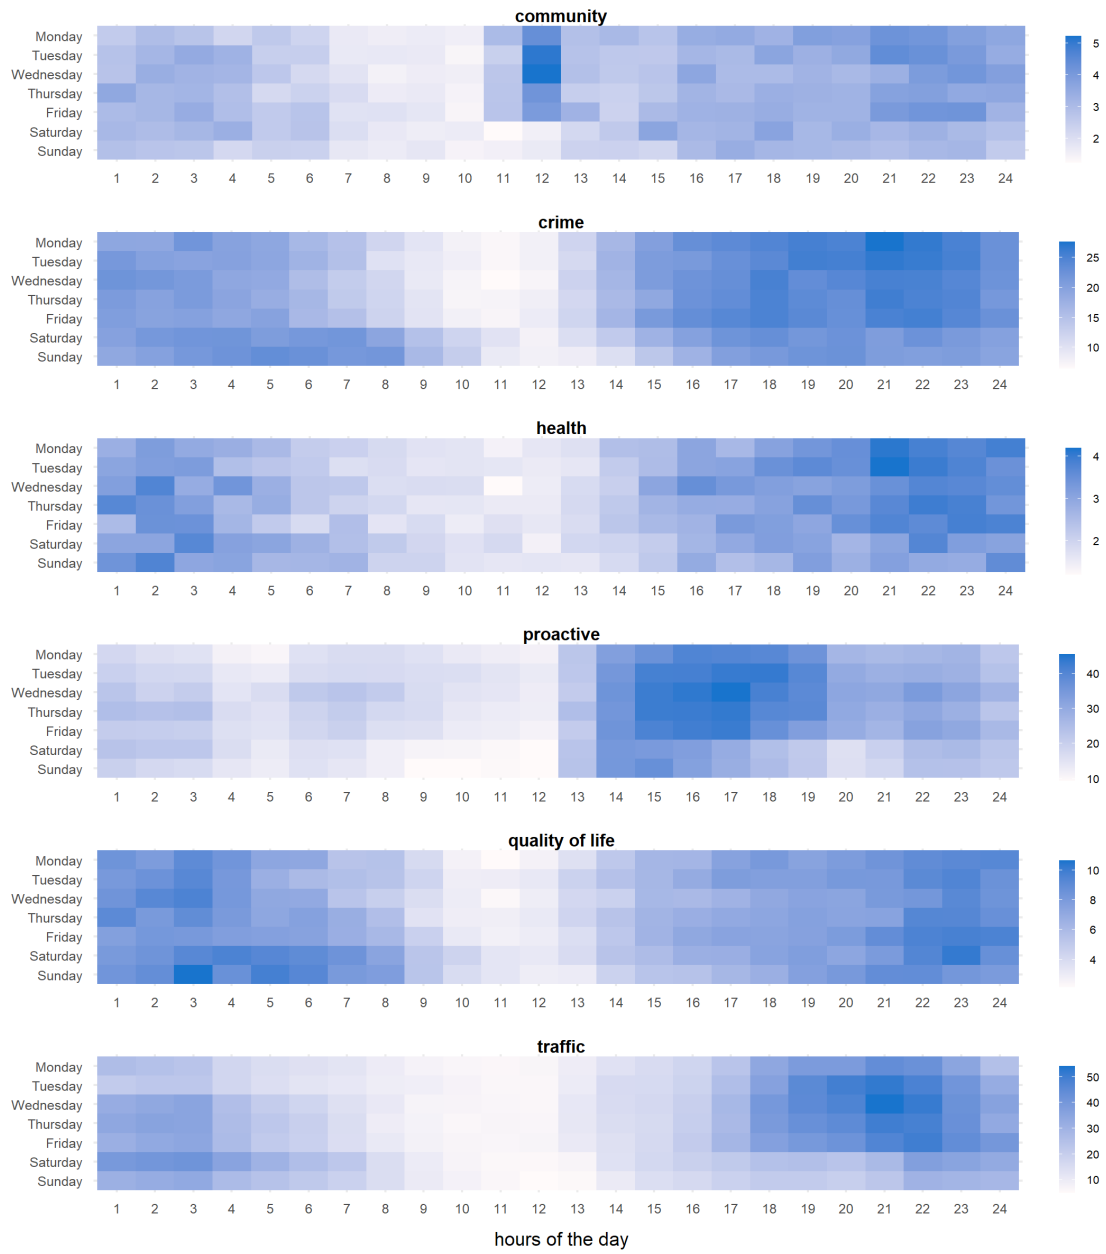 community
Monday
Tuesday
Wednesday
Thursday
Friday
Saturday
Sunday
1 2 3 4 5 6 7 8 9 10 11 12 13 14 15 16 17 18 19 20 21 22 23 24
5
4
3
2
crime
Monday
Tuesday
Wednesday
Thursday
Friday
Saturday
Sunday
1 2 3 4 5 6 7 8 9 10 11 12 13 14 15 16 17 18 19 20 21 22 23 24
25
20
15
10
health
Monday
Tuesday
Wednesday
Thursday
Friday
Saturday
Sunday
1 2 3 4 5 6 7 8 9 10 11 12 13 14 15 16 17 18 19 20 21 22 23 24
4
3
2
proactive
Monday
Tuesday
Wednesday
Thursday
Friday
Saturday
Sunday
1 2 3 4 5 6 7 8 9 10 11 12 13 14 15 16 17 18 19 20 21 22 23 24
40
30
20
10
quality of life
Monday
Tuesday
Wednesday
Thursday
Friday
Saturday
Sunday
1 2 3 4 5 6 7 8 9 10 11 12 13 14 15 16 17 18 19 20 21 22 23 24
10
8
6
4
traffic
Monday
Tuesday
Wednesday
Thursday
Friday
Saturday
Sunday
1 2 3 4 5 6 7 8 9 10 11 12 13 14 15 16 17 18 19 20 21 22 23 24
50
40
30
20
10
hours of the day